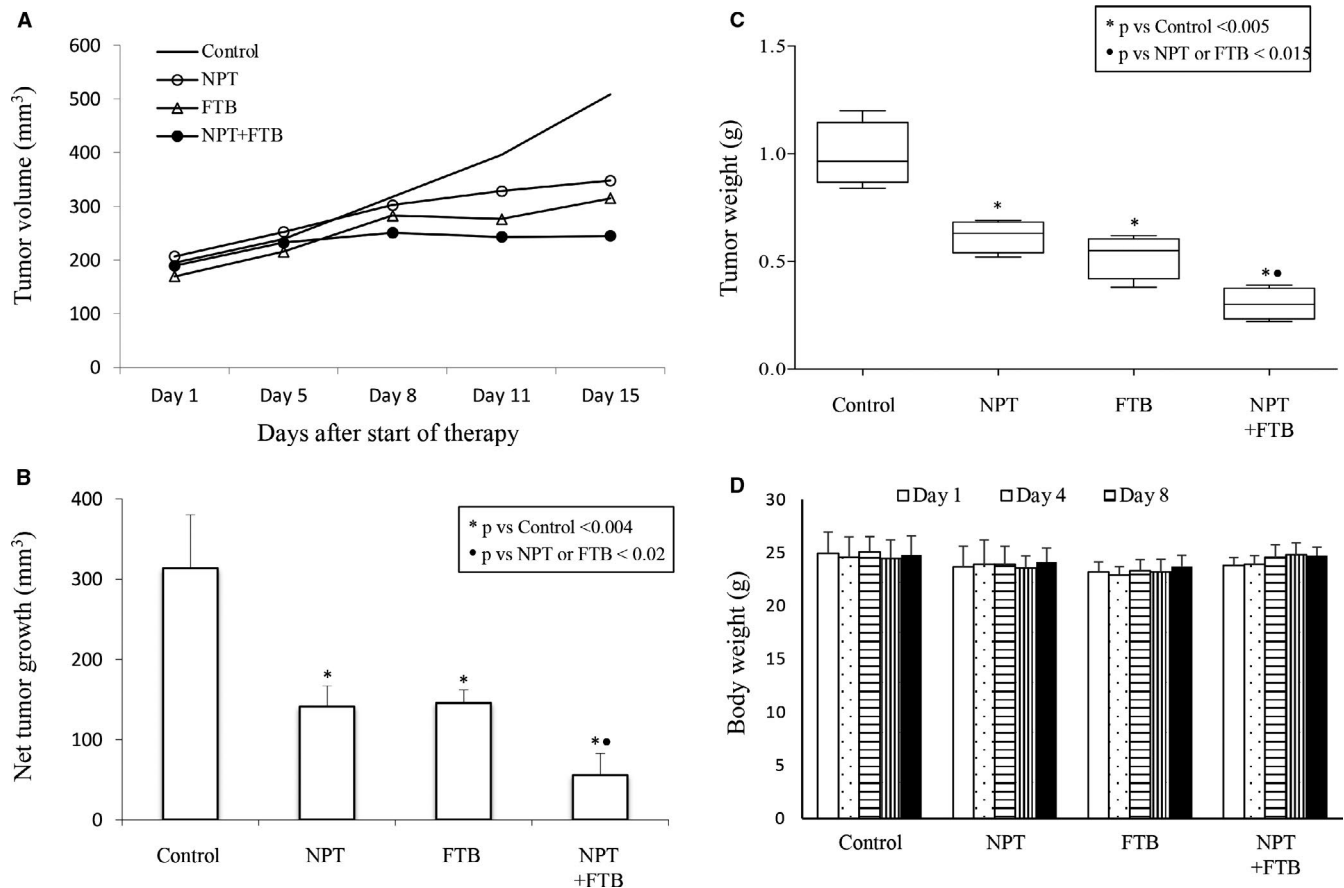 A
Tumor volume (mm³)
600
500
400
300
200
100
0
Control
NPT
FTB
NPT+FTB
Day 1 Day 5 Day 8 Day 11 Day 15
Days after start of therapy
B
Net tumor growth (mm³)
400
300
200
100
0
* p vs Control <0.004
• p vs NPT or FTB < 0.02
*
*
*•
Control NPT FTB NPT
+FTB
C
Tumor weight (g)
1.5
1.0
0.5
0.0
* p vs Control <0.005
• p vs NPT or FTB < 0.015
*
*
*•
Control NPT FTB NPT
+FTB
D
Body weight (g)
30
25
20
15
10
5
0
Day 1 Day 4 Day 8
Control NPT FTB NPT
+FTB